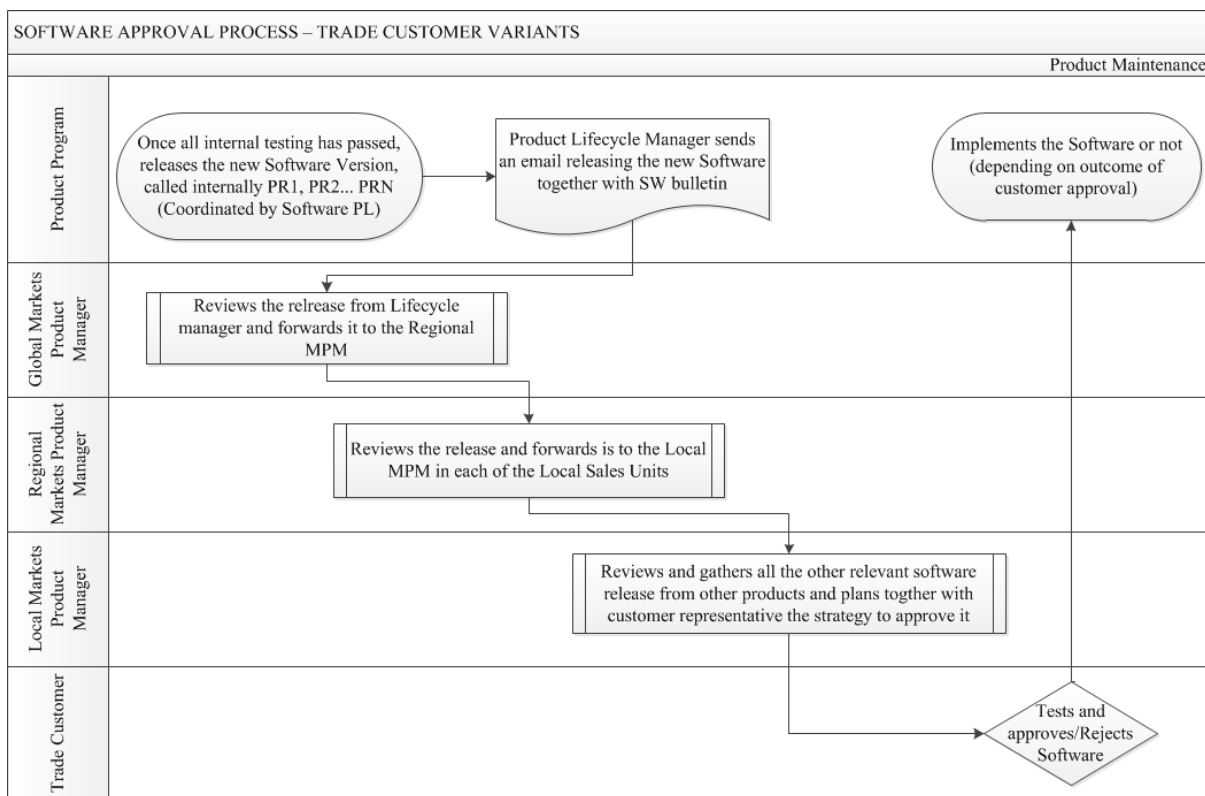 SOFTWARE APPROVAL PROCESS – TRADE CUSTOMER VARIANTS
Product Maintenance
Product Program
Once all internal testing has passed,
releases the new Software Version,
called internally PR1, PR2... PRN
(Coordinated by Software PL)
Product Lifecycle Manager sends
an email releasing the new Software
together with SW bulletin
Implements the Software or not
(depending on outcome of
customer approval)
Global Markets
Product
Manager
Reviews the relrease from Lifecycle
manager and forwards it to the Regional
MPM
Regional
Markets Product
Manager
Reviews the release and forwards is to the Local
MPM in each of the Local Sales Units
Local Markets
Product
Manager
Reviews and gathers all the other relevant software
release from other products and plans togther with
customer representative the strategy to approve it
Trade Customer
Tests and
approves/Rejects
Software